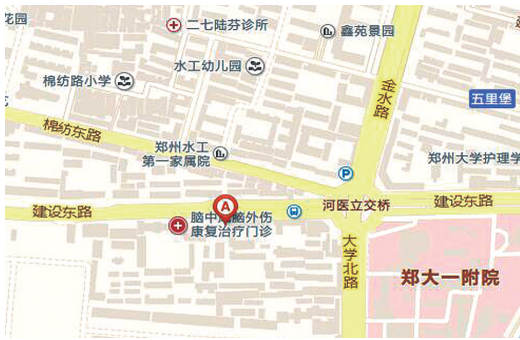 花园
二七陆芬诊所
鑫苑景园
水工幼儿园
棉纺路小学
金水路
五里堡
棉纺东路
郑州水工
第一家属院
郑州大学护理学
P
建设东路
A
河医立交桥
建设东路
脑中
脑外伤
康复治疗门诊
大学北路
郑大一附院